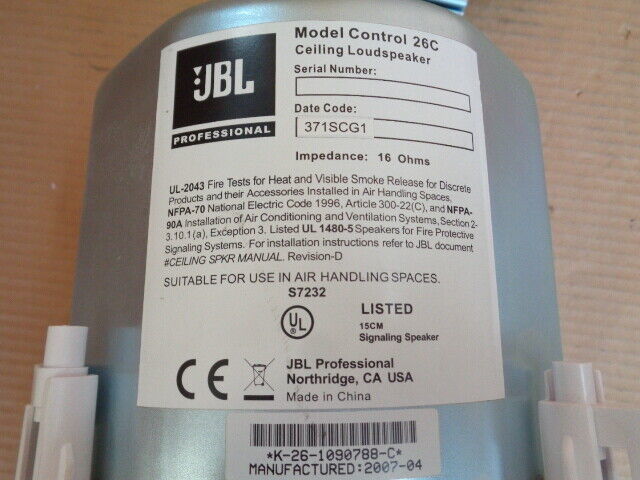 JBL
PROFESSIONAL
Model Control 26C
Ceiling Loudspeaker
Serial Number:
Date Code:
371SCG1
Impedance: 16 Ohms
UL-2043 Fire Tests for Heat and Visible Smoke Release for Discrete
Products and their Accessories Installed in Air Handling Spaces,
NFPA-70 National Electric Code 1996, Article 300-22(C), and NFPA-
90A Installation of Air Conditioning and Ventilation Systems, Section 2-
3.10.1(a), Exception 3. Listed UL 1480-5 Speakers for Fire Protective
Signaling Systems. For installation instructions refer to JBL document
#CEILING SPKR MANUAL. Revision-D
SUITABLE FOR USE IN AIR HANDLING SPACES.
S7232
UL
LISTED
15CM
Signaling Speaker
CE
JBL Professional
Northridge, CA USA
Made in China
*K-26-1090788-C*
MANUFACTURED:2007-04